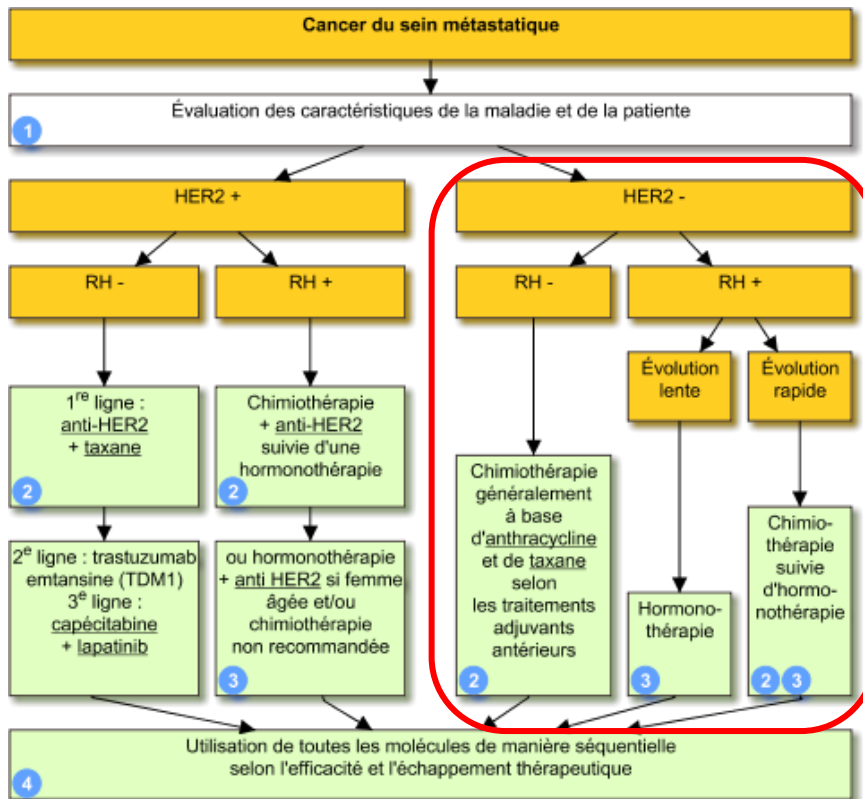 Cancer du sein métastatique
Évaluation des caractéristiques de la maladie et de la patiente
1
HER2 +
HER2 -
RH -
RH +
RH -
RH +
Évolution
lente
Évolution
rapide
1re ligne :
anti-HER2
+ taxane
2
Chimiothérapie
+ anti-HER2
suivie d'une
hormonothérapie
2
Chimiothérapie
généralement
à base
d'anthracycline
et de taxane
selon
les traitements
adjuvants
antérieurs
2
Hormono-
thérapie
3
Chimio-
thérapie
suivie
d'hormo-
nothérapie
2 3
2e ligne : trastuzumab
emtansine (TDM1)
3e ligne :
capécitabine
+ lapatinib
ou hormonothérapie
+ anti HER2 si femme
âgée et/ou
chimiothérapie
non recommandée
3
Utilisation de toutes les molécules de manière séquentielle
selon l'efficacité et l'échappement thérapeutique
4